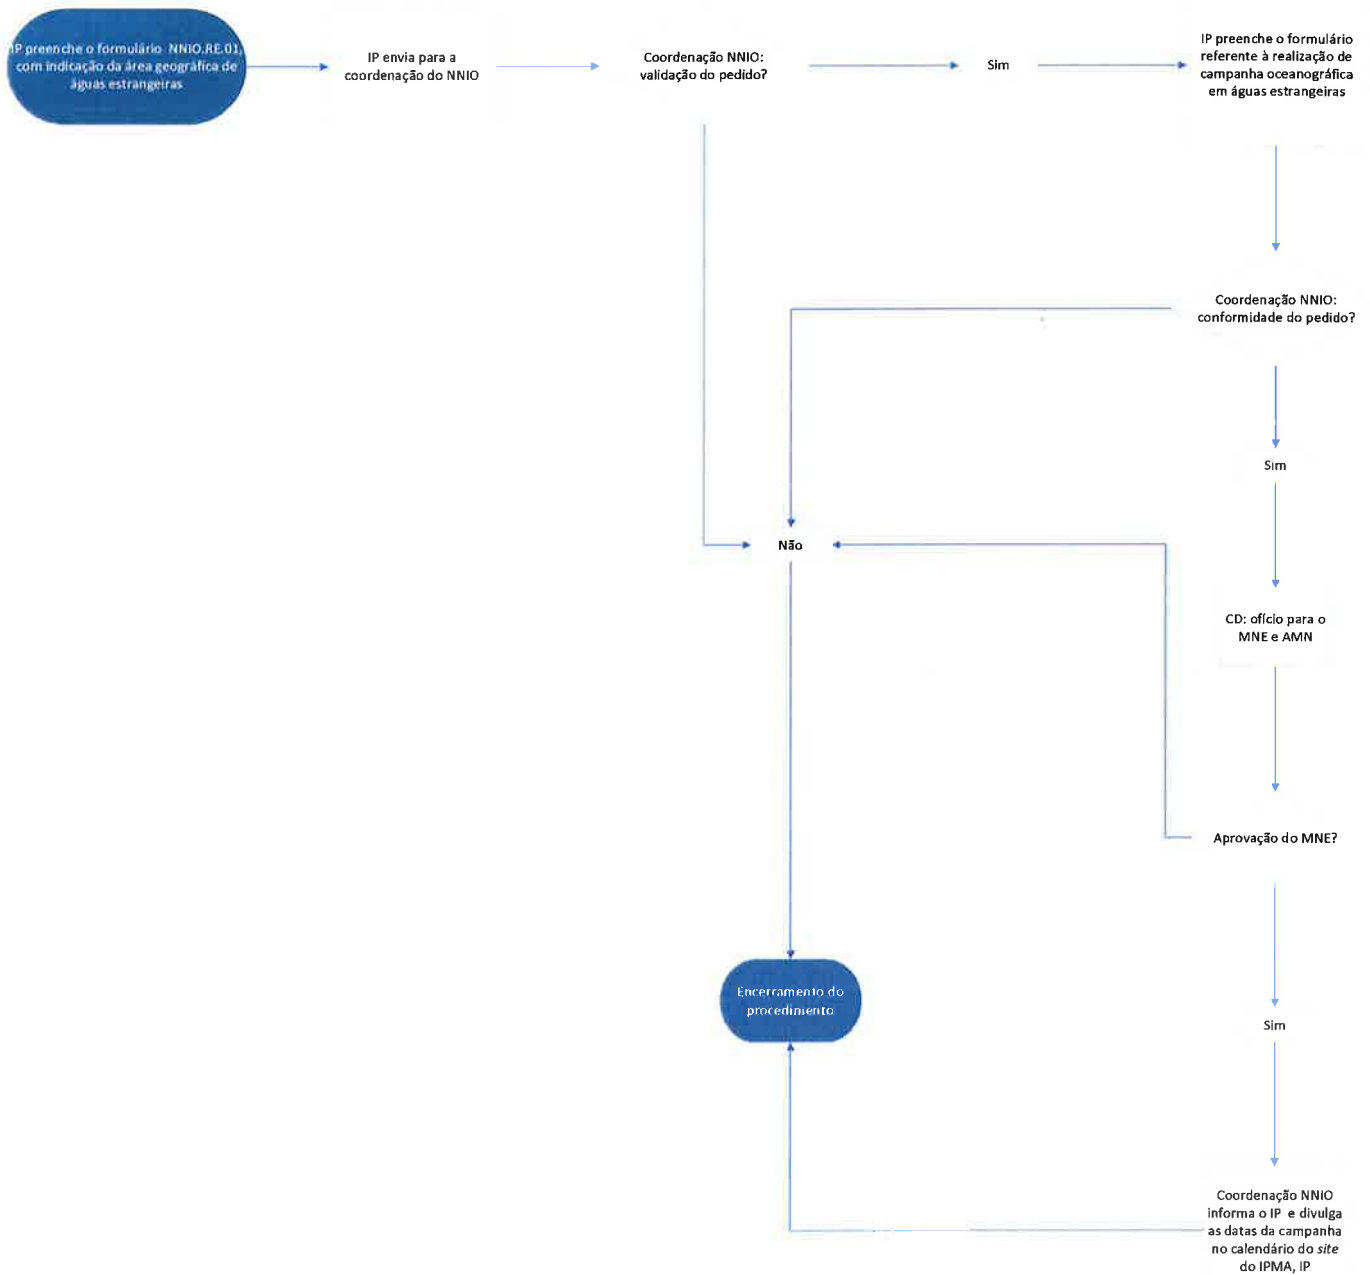 IP preenche o formulário NNIO.RE.01,
com indicação da área geográfica de
águas estrangeiras
IP envia para a
coordenação do NNIO
Coordenação NNIO:
validação do pedido?
Sim
IP preenche o formulário
referente à realização de
campanha oceanográfica
em águas estrangeiras
Coordenação NNIO:
conformidade do pedido?
Sim
Não
CD: ofício para o
MNE e AMN
Aprovação do MNE?
Encerramento do
procedimento
Sim
Coordenação NNIO
informa o IP e divulga
as datas da campanha
no calendário do site
do IPMA, IP